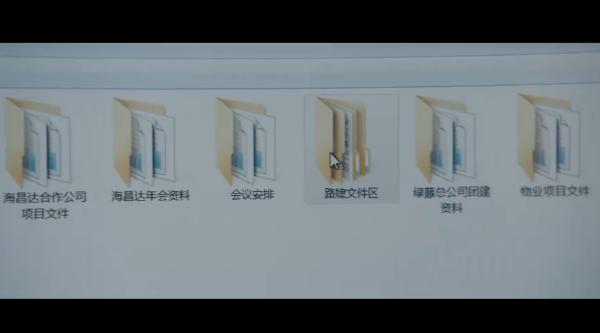 海昌达合作公司
项目文件
海昌达年会资料
会议安排
路婕文件区
绿藤总公司团建
资料
物业项目文件